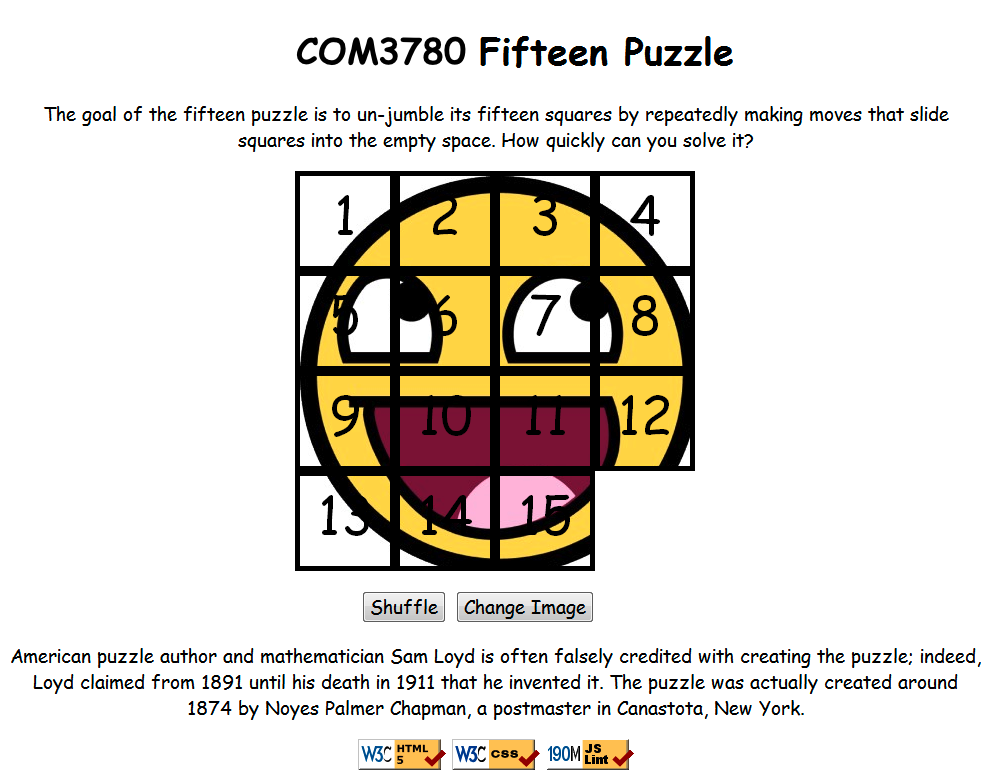 COM3780 Fifteen Puzzle
The goal of the fifteen puzzle is to un-jumble its fifteen squares by repeatedly making moves that slide
squares into the empty space. How quickly can you solve it?
1 2 3 4
5 6 7 8
9 10 11 12
13 14 15
Shuffle Change Image
American puzzle author and mathematician Sam Loyd is often falsely credited with creating the puzzle; indeed,
Loyd claimed from 1891 until his death in 1911 that he invented it. The puzzle was actually created around
1874 by Noyes Palmer Chapman, a postmaster in Canastota, New York.
W3C HTML 5 W3C css 190M JS Lint